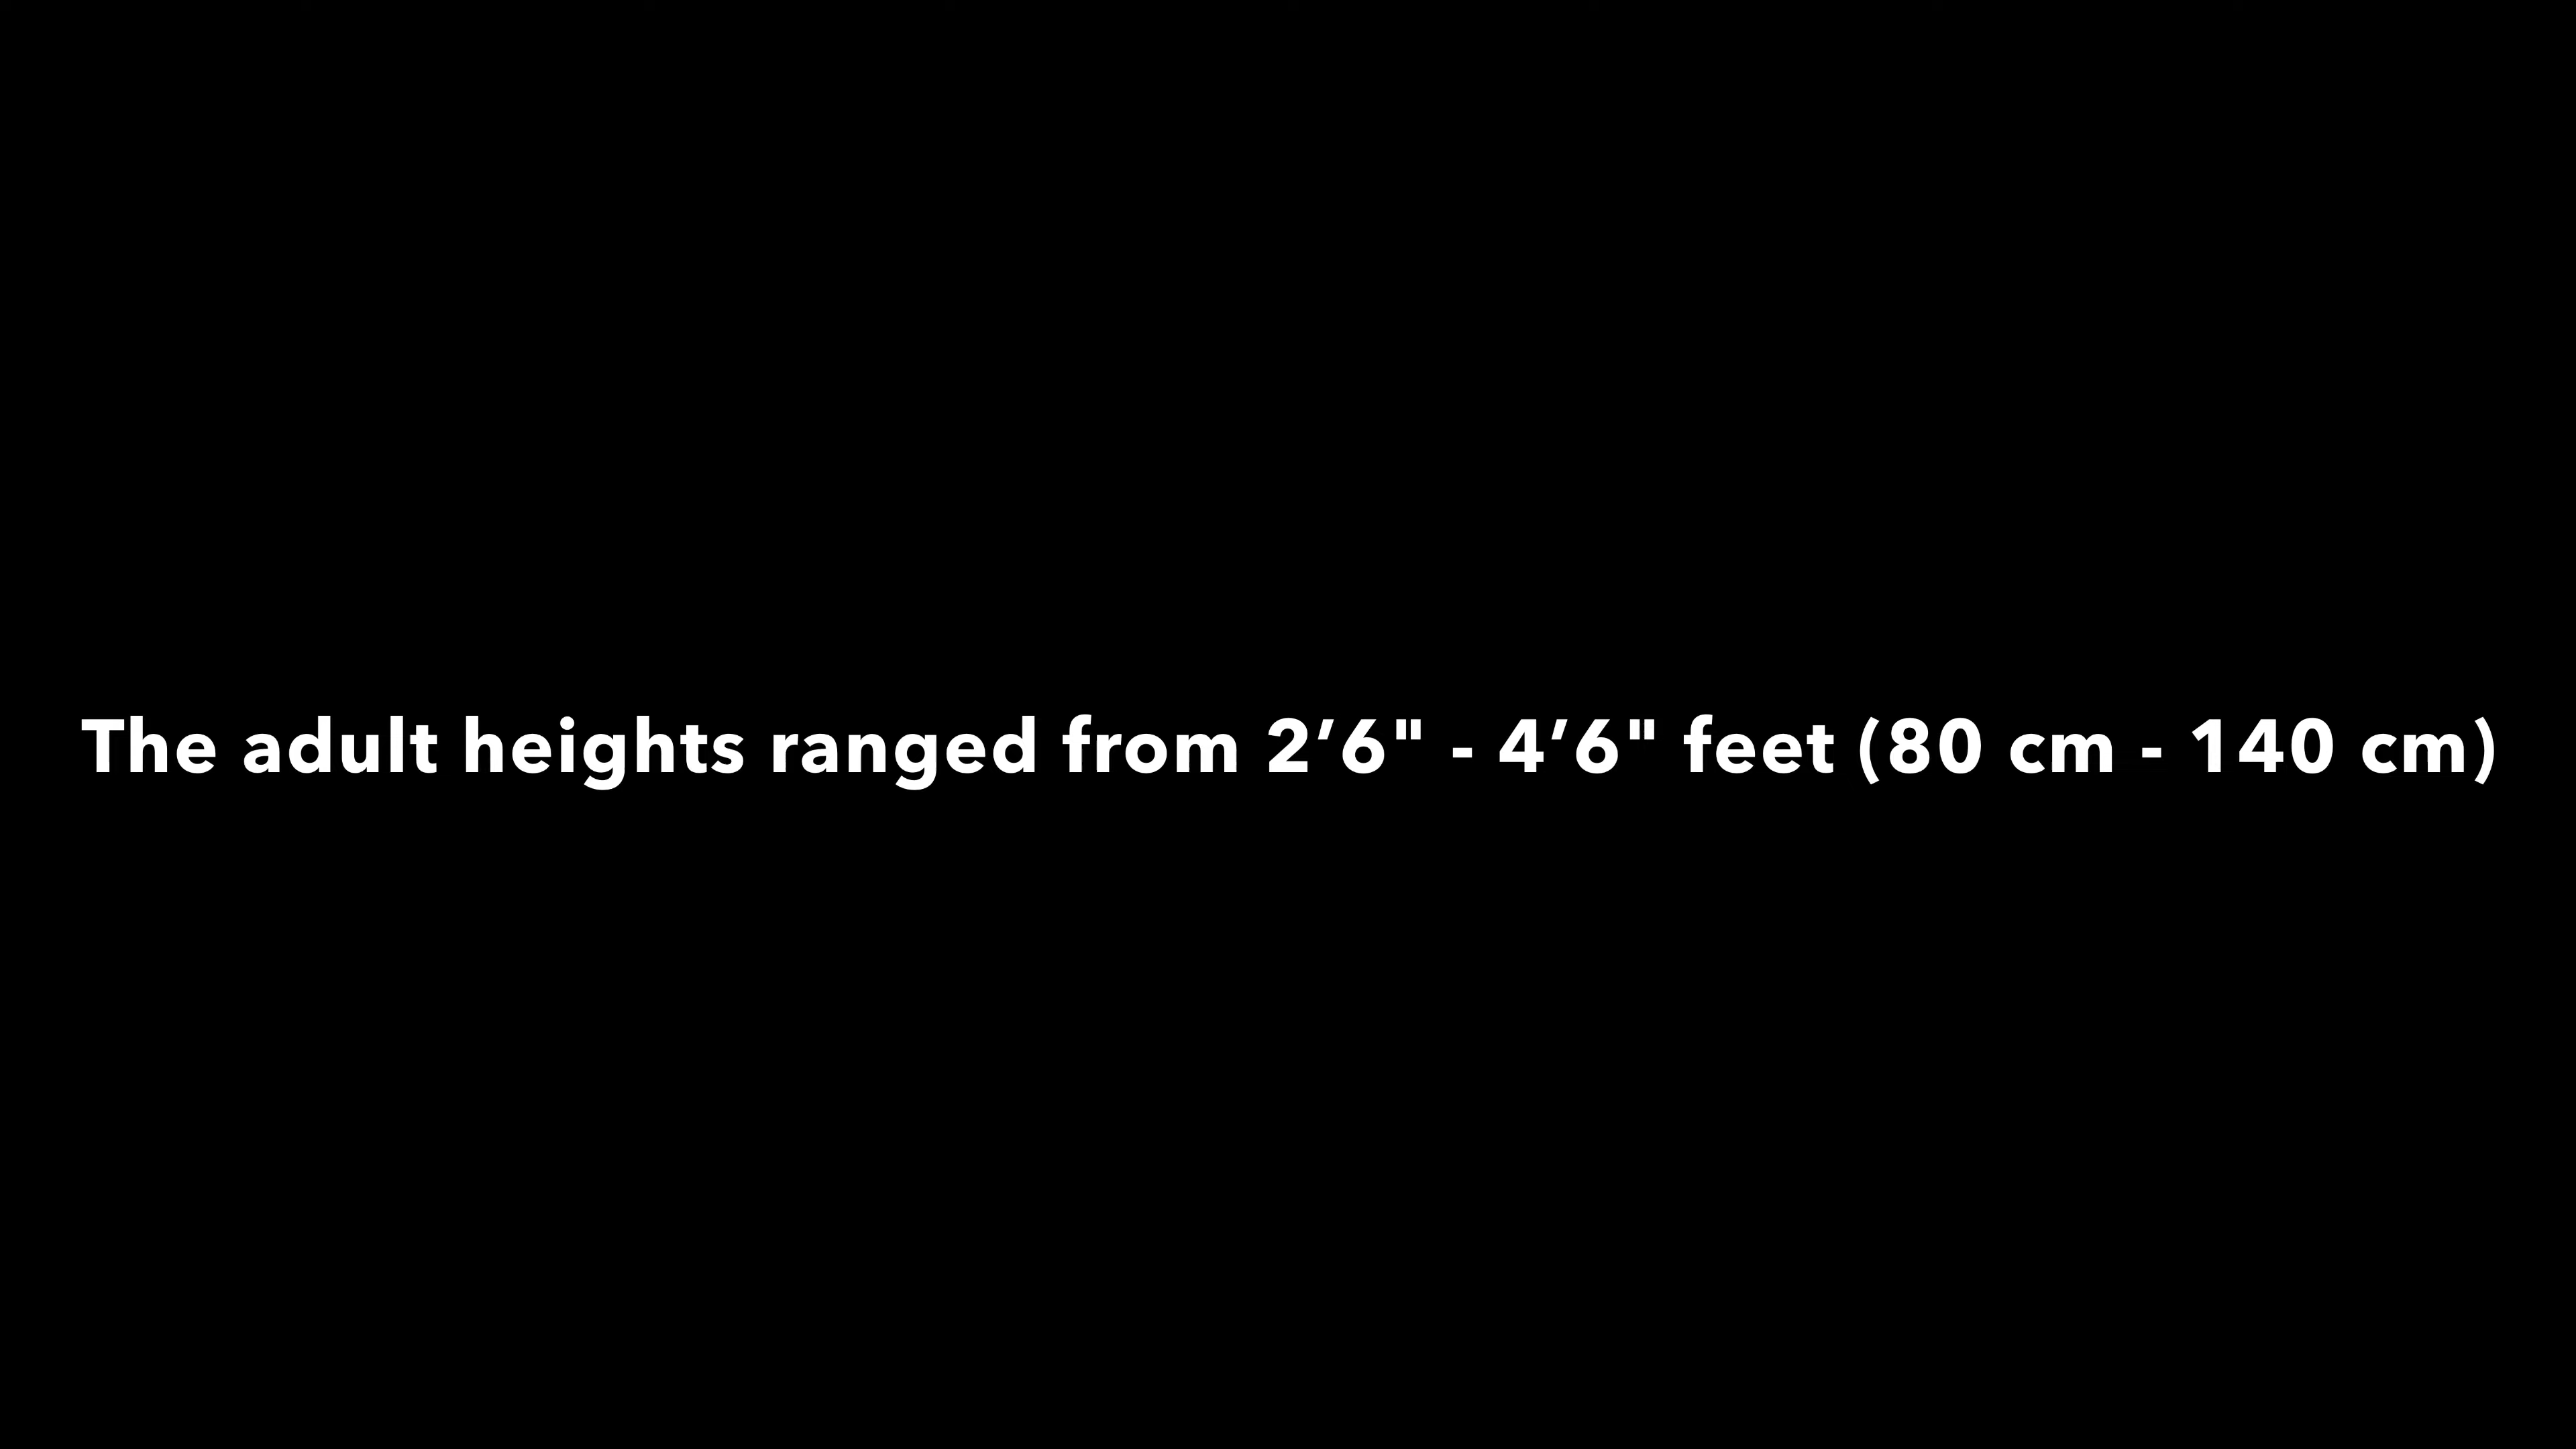 The adult heights ranged from 2’6" - 4’6" feet (80 cm - 140 cm)